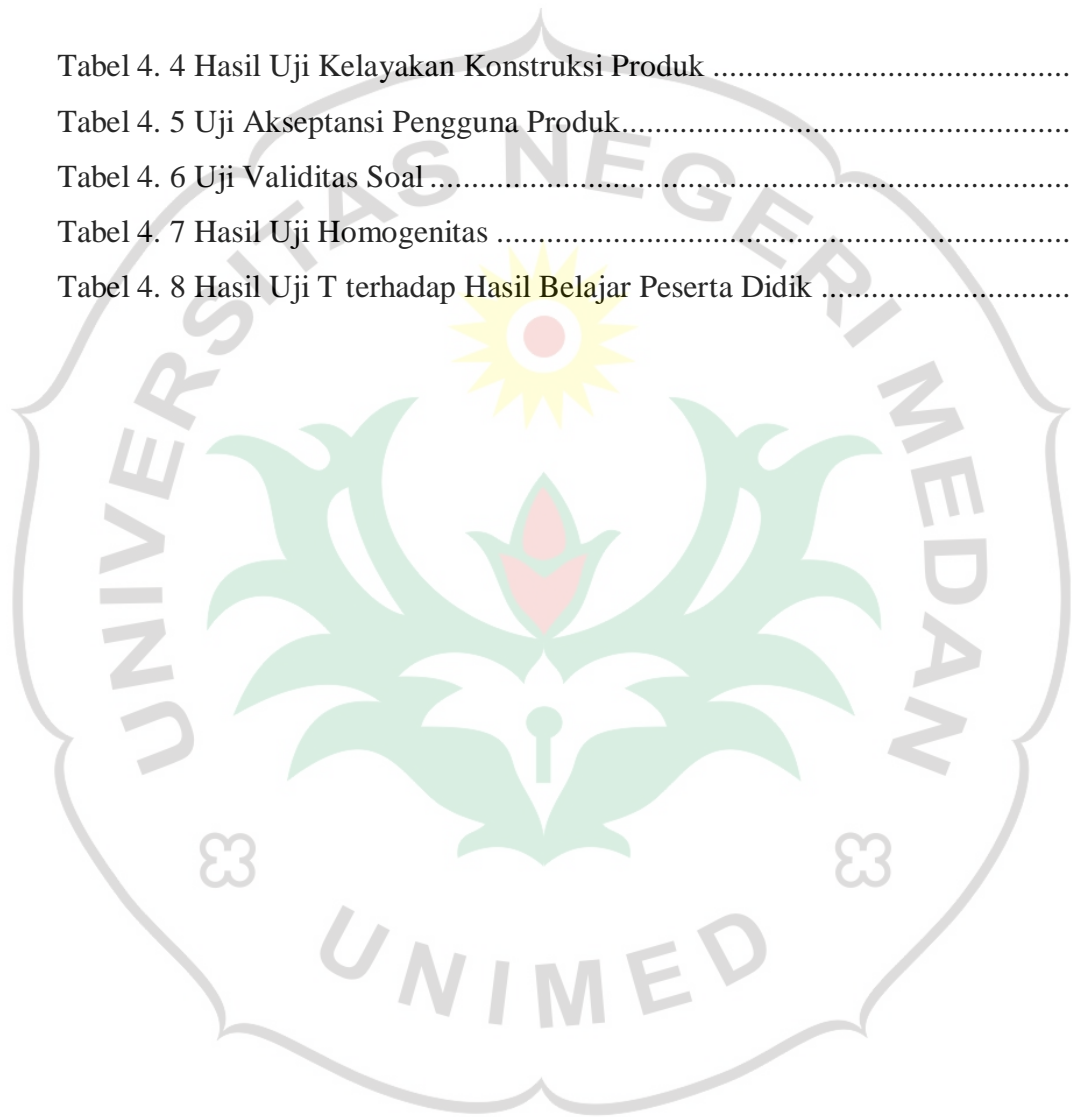 Tabel 4. 4 Hasil Uji Kelayakan Konstruksi Produk ........................................
Tabel 4. 5 Uji Akseptansi Pengguna Produk..................................................
Tabel 4. 6 Uji Validitas Soal .........................................................................
Tabel 4. 7 Hasil Uji Homogenitas .................................................................
Tabel 4. 8 Hasil Uji T terhadap Hasil Belajar Peserta Didik ............................
UNIVERSITAS NEGERI MEDAN
UNIMED